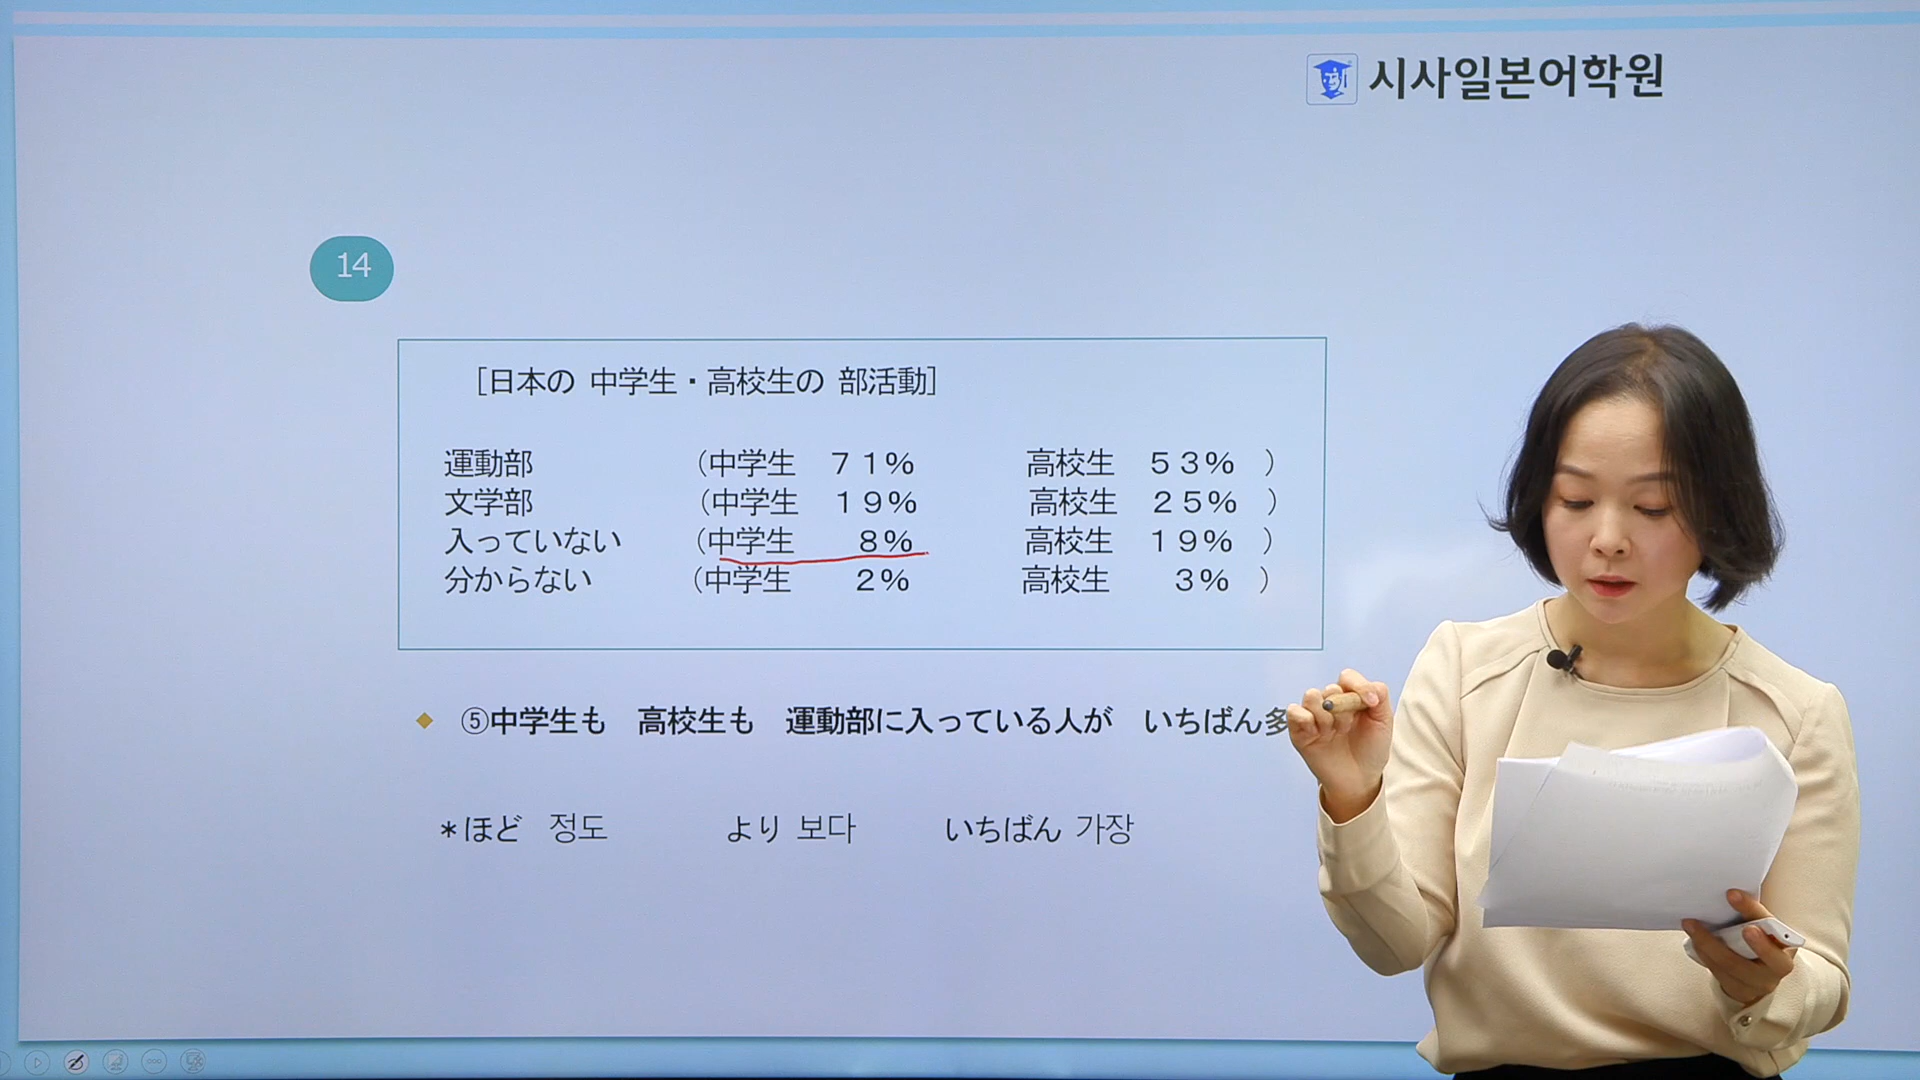 시사일본어학원
14
[日本の 中学生・高校生の 部活動]
運動部 (中学生 71% 高校生 53% )
文学部 (中学生 19% 高校生 25% )
入っていない (中学生 8% 高校生 19% )
分からない (中学生 2% 高校生 3% )
⑤中学生も 高校生も 運動部に入っている人が いちばん多
*ほど 정도 より 보다 いちばん 가장